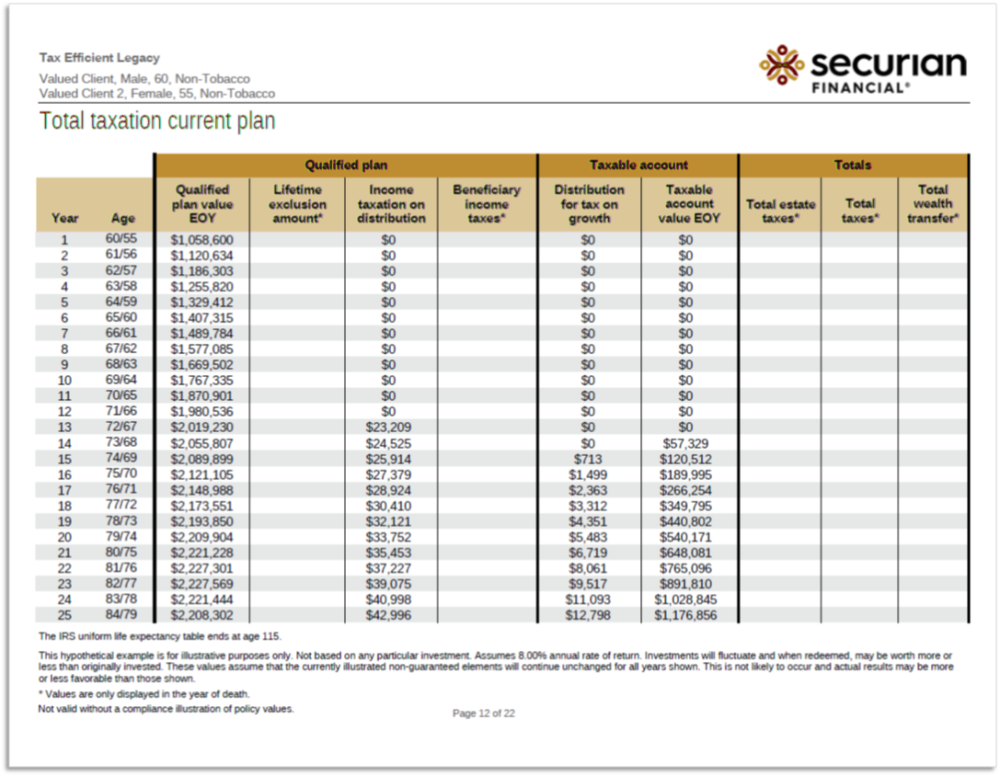 Tax Efficient Legacy
Valued Client, Male, 60, Non-Tobacco
Valued Client 2, Female, 55, Non-Tobacco
securian
FINANCIAL®
Total taxation current plan
Qualified plan Taxable account Totals
Year Age Qualified plan value EOY Lifetime exclusion amount* Income taxation on distribution Beneficiary income taxes* Distribution for tax on growth Taxable account value EOY Total estate taxes* Total taxes* Total wealth transfer*
1 60/55 $1,058,600 $0 $0 $0
2 61/56 $1,120,634 $0 $0 $0
3 62/57 $1,186,303 $0 $0 $0
4 63/58 $1,255,820 $0 $0 $0
5 64/59 $1,329,412 $0 $0 $0
6 65/60 $1,407,315 $0 $0 $0
7 66/61 $1,489,784 $0 $0 $0
8 67/62 $1,577,085 $0 $0 $0
9 68/63 $1,669,502 $0 $0 $0
10 69/64 $1,767,335 $0 $0 $0
11 70/65 $1,870,901 $0 $0 $0
12 71/66 $1,980,536 $0 $0 $0
13 72/67 $2,019,230 $23,209 $0 $0
14 73/68 $2,055,807 $24,525 $0 $57,329
15 74/69 $2,089,899 $25,914 $713 $120,512
16 75/70 $2,121,105 $27,379 $1,499 $189,995
17 76/71 $2,148,988 $28,924 $2,363 $266,254
18 77/72 $2,173,551 $30,410 $3,312 $349,795
19 78/73 $2,193,850 $32,121 $4,351 $440,802
20 79/74 $2,209,904 $33,752 $5,483 $540,171
21 80/75 $2,221,228 $35,453 $6,719 $648,081
22 81/76 $2,227,301 $37,227 $8,061 $765,096
23 82/77 $2,227,569 $39,075 $9,517 $891,810
24 83/78 $2,221,444 $40,998 $11,093 $1,028,845
25 84/79 $2,208,302 $42,996 $12,798 $1,176,856
The IRS uniform life expectancy table ends at age 115.
This hypothetical example is for illustrative purposes only. Not based on any particular investment. Assumes 8.00% annual rate of return. Investments will fluctuate and when redeemed, may be worth more or
less than originally invested. These values assume that the currently illustrated non-guaranteed elements will continue unchanged for all years shown. This is not likely to occur and actual results may be more
or less favorable than those shown.
* Values are only displayed in the year of death.
Not valid without a compliance illustration of policy values.
Page 12 of 22